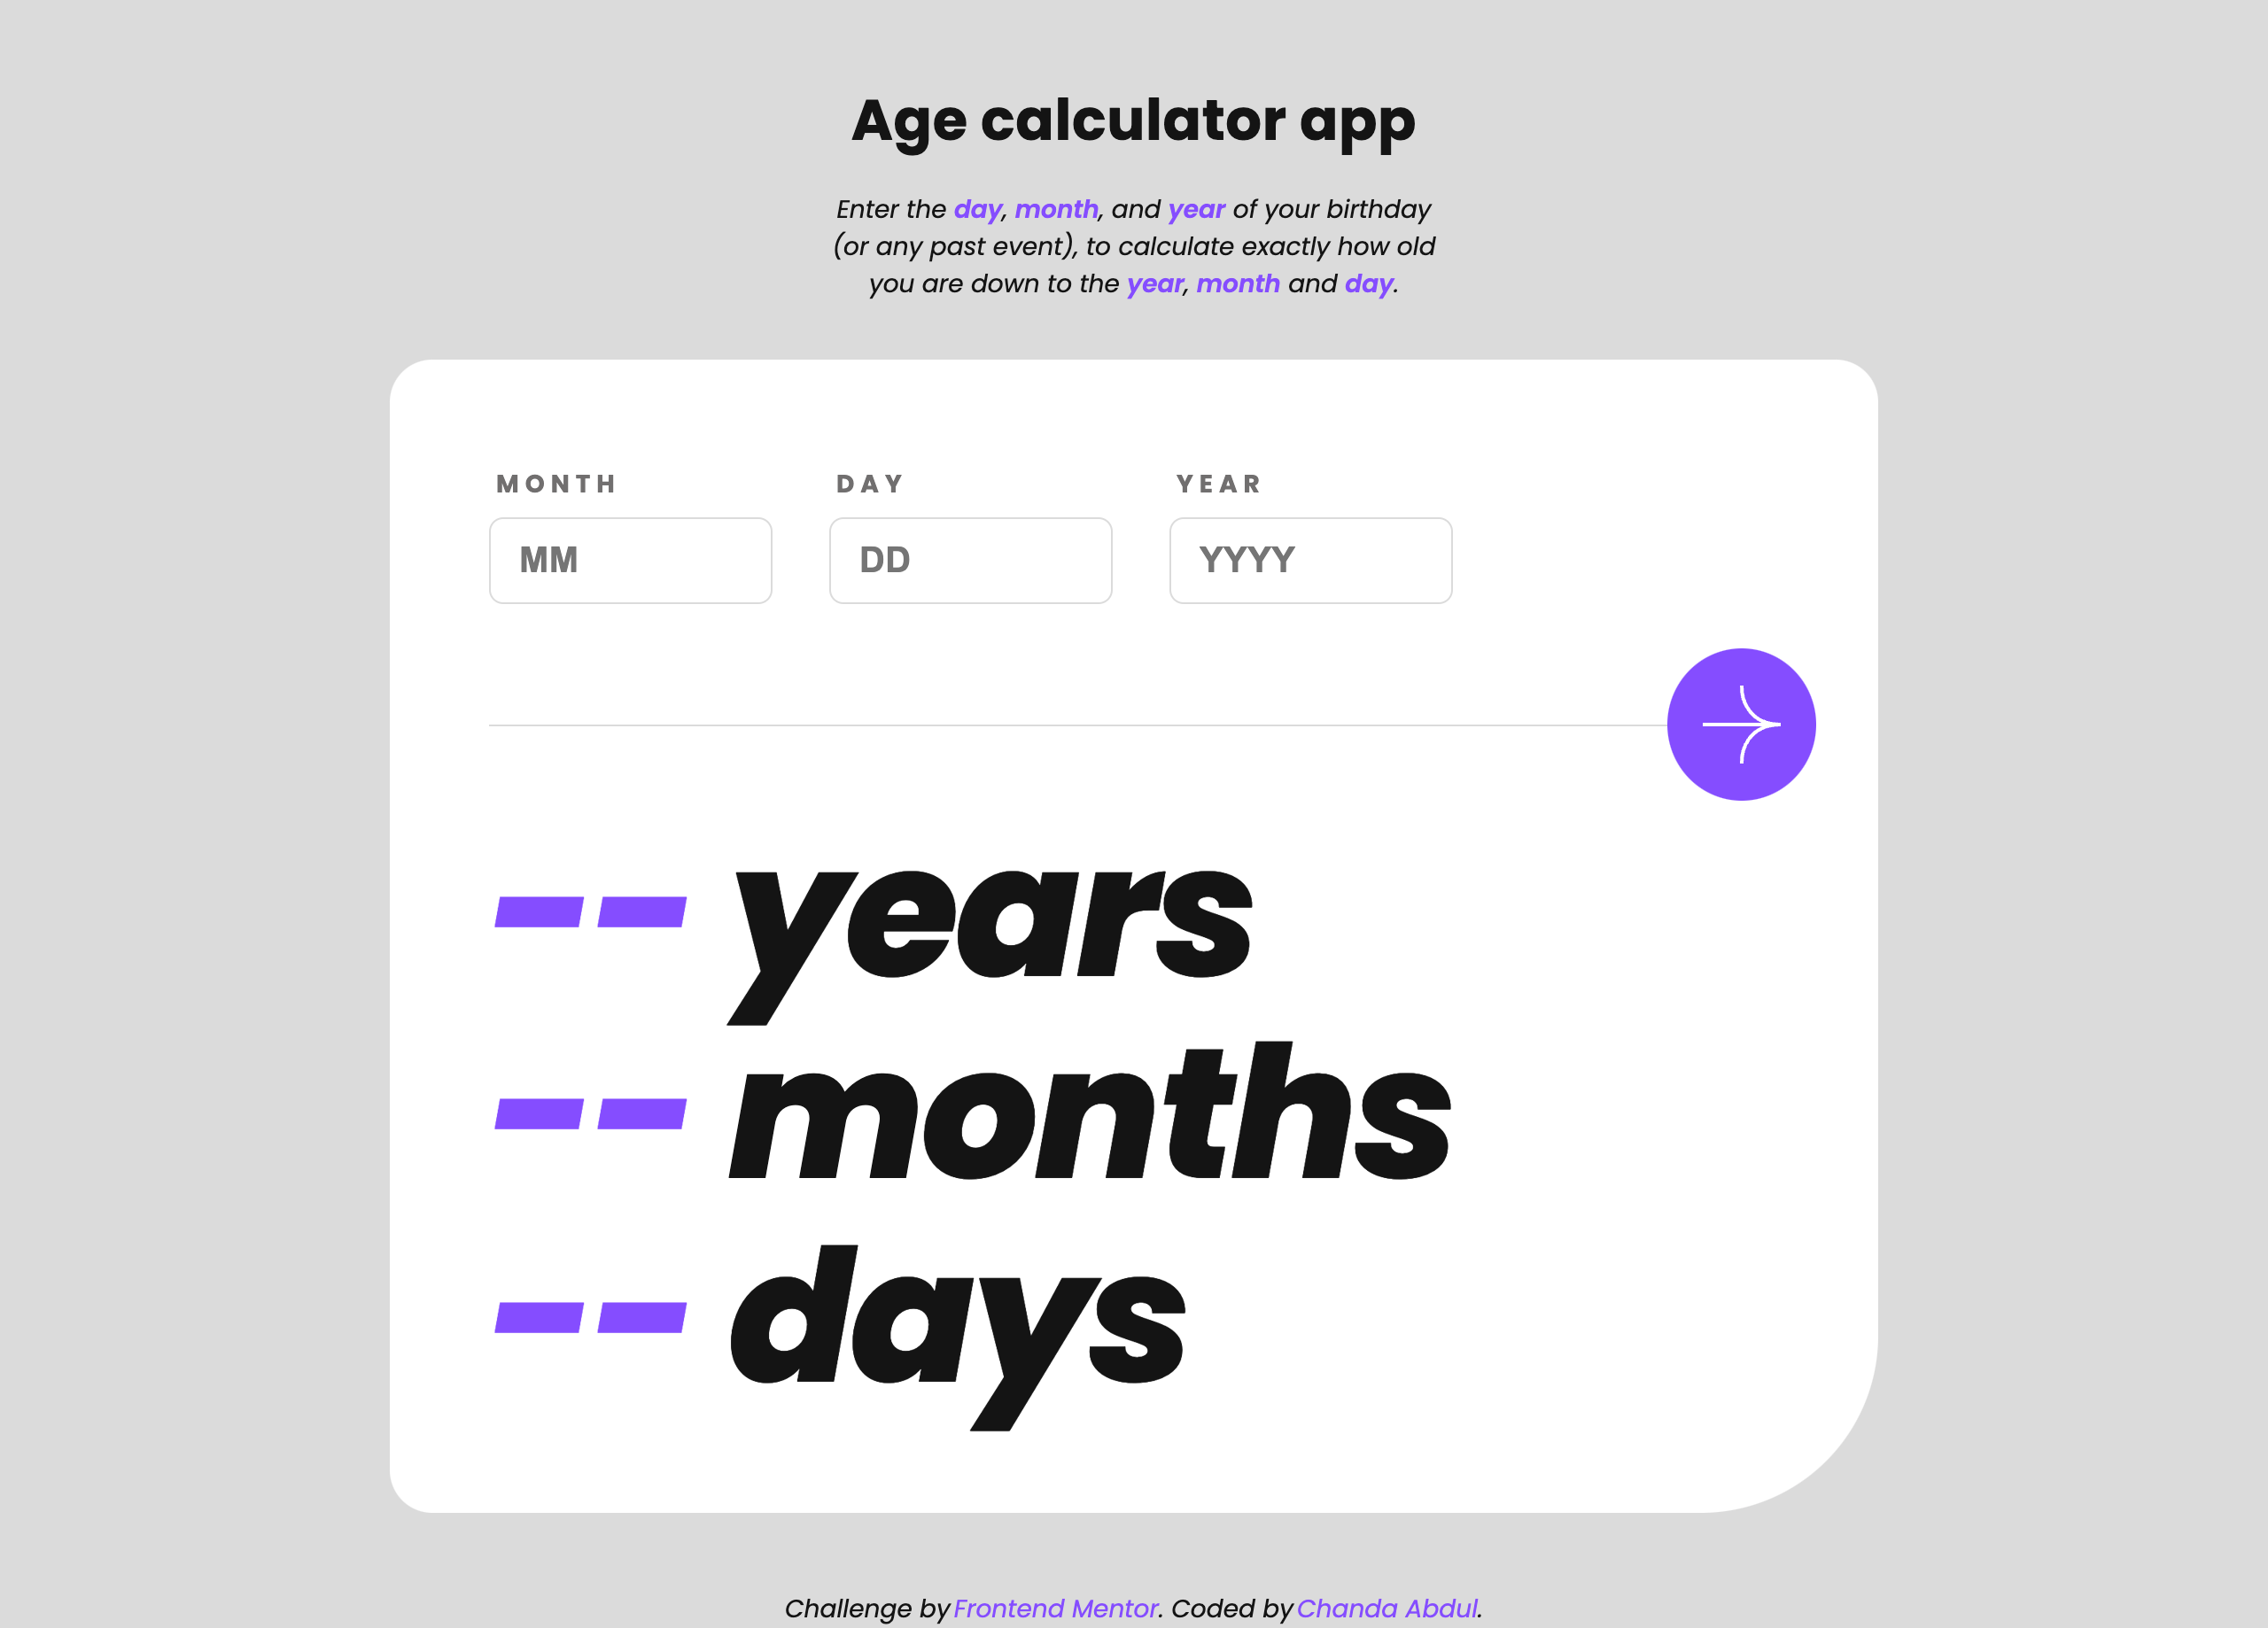 Age calculator app
Enter the day, month, and year of your birthday
(or any past event), to calculate exactly how old
you are down to the year, month and day.
MONTH DAY YEAR
MM DD YYYY
-- years
-- months
-- days
Challenge by Frontend Mentor. Coded by Chanda Abdul.